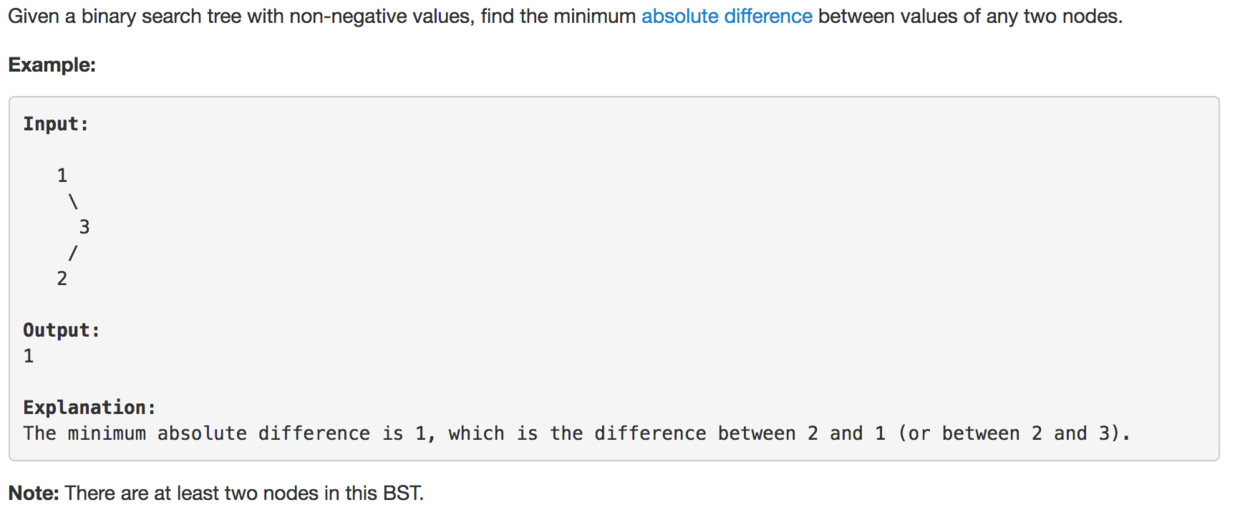 Given a binary search tree with non-negative values, find the minimum absolute difference between values of any two nodes.
Example:
Input:
1
\
3
/
2
Output:
1
Explanation:
The minimum absolute difference is 1, which is the difference between 2 and 1 (or between 2 and 3).
Note: There are at least two nodes in this BST.